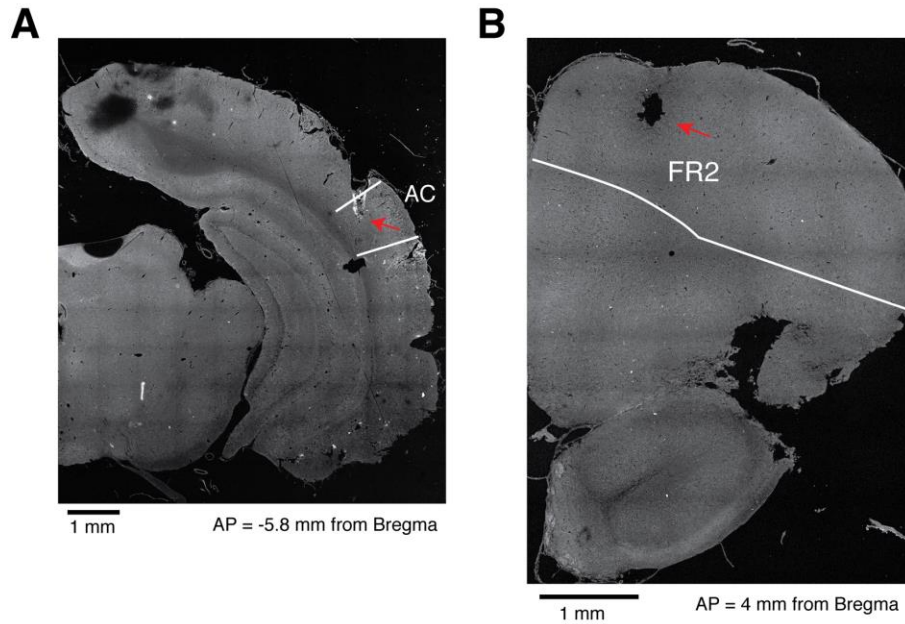 A
AC
1 mm
AP = -5.8 mm from Bregma
B
FR2
1 mm
AP = 4 mm from Bregma